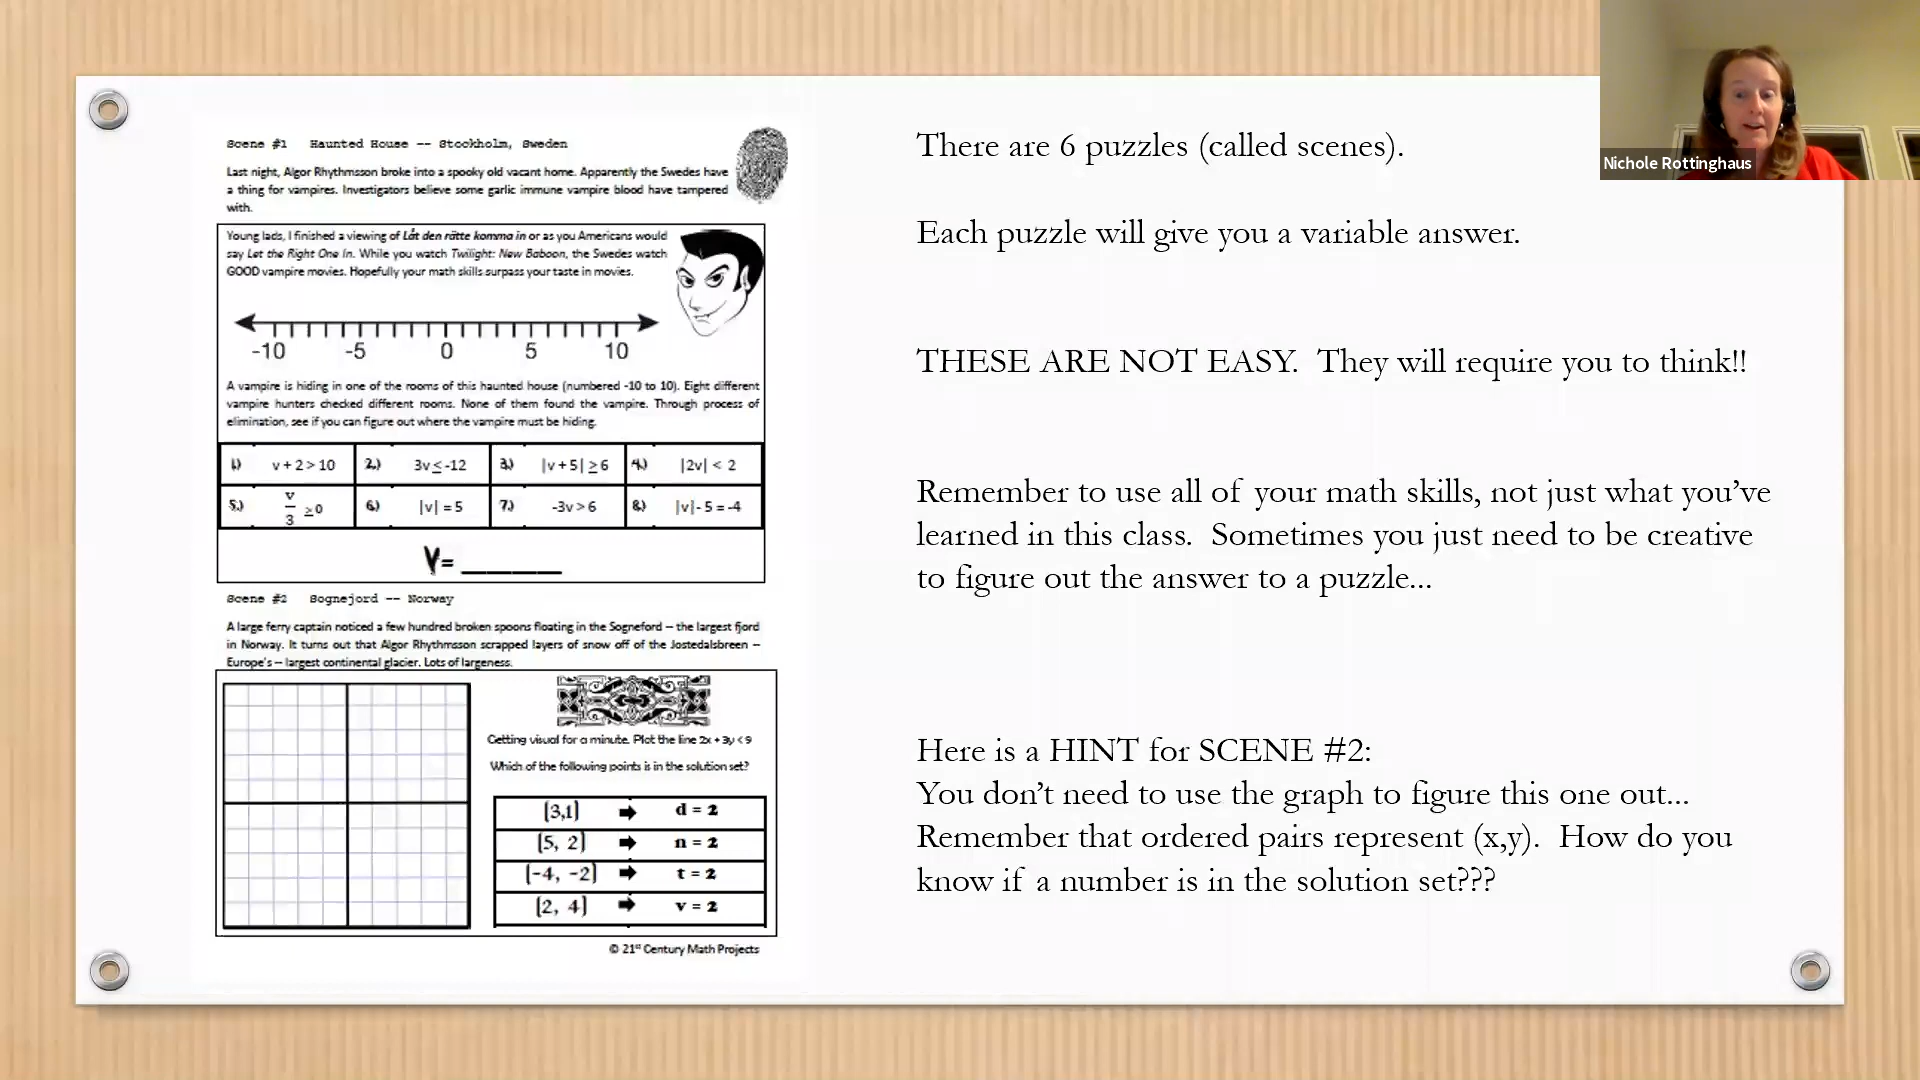 Scene #1 Haunted House -- Stockholm, Sweden
Last night, Algor Rhythmsson broke into a spooky old vacant home. Apparently the Swedes have
a thing for vampires. Investigators believe some garlic immune vampire blood have tampered
with.
Young lads, I finished a viewing of Låt den rätte komma in or as you Americans would
say Let the Right One In. While you watch Twilight: New Baboon, the Swedes watch
GOOD vampire movies. Hopefully your math skills surpass your taste in movies.
-10 -5 0 5 10
A vampire is hiding in one of the rooms of this haunted house (numbered -10 to 10). Eight different
vampire hunters checked different rooms. None of them found the vampire. Through process of
elimination, see if you can figure out where the vampire must be hiding.
1.) v + 2 > 10 2.) 3v ≤ -12 3.) |v + 5| ≥ 6 4.) |2v| < 2
5.) v/3 ≥ 0 6.) |v| = 5 7.) -3v > 6 8.) |v| - 5 = -4
V= ______
Scene #2 Sognejord -- Norway
A large ferry captain noticed a few hundred broken spoons floating in the Sogneford – the largest fjord
in Norway. It turns out that Algor Rhythmsson scrapped layers of snow off of the Jostedalsbreen –
Europe's – largest continental glacier. Lots of largeness.
Getting visual for a minute. Plot the line 2x + 3y < 9
Which of the following points is in the solution set?
(3,1) ➡ d = 2
(5, 2) ➡ n = 2
(-4, -2) ➡ t = 2
(2, 4) ➡ v = 2
© 21st Century Math Projects
There are 6 puzzles (called scenes).
Each puzzle will give you a variable answer.
THESE ARE NOT EASY. They will require you to think!!
Remember to use all of your math skills, not just what you've
learned in this class. Sometimes you just need to be creative
to figure out the answer to a puzzle...
Here is a HINT for SCENE #2:
You don't need to use the graph to figure this one out...
Remember that ordered pairs represent (x,y). How do you
know if a number is in the solution set???
Nichole Rottinghaus